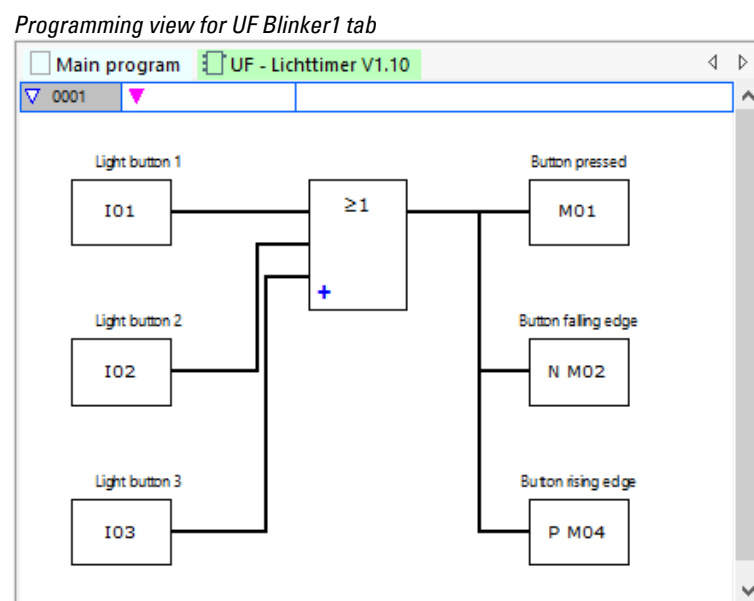 Programming view for UF Blinker1 tab
Main program UF - Lichttimer V1.10
0001
Light button 1 Button pressed
I01 ≥1 M01
+
Light button 2 Button falling edge
I02 N M02
Light button 3 Button rising edge
I03 P M04